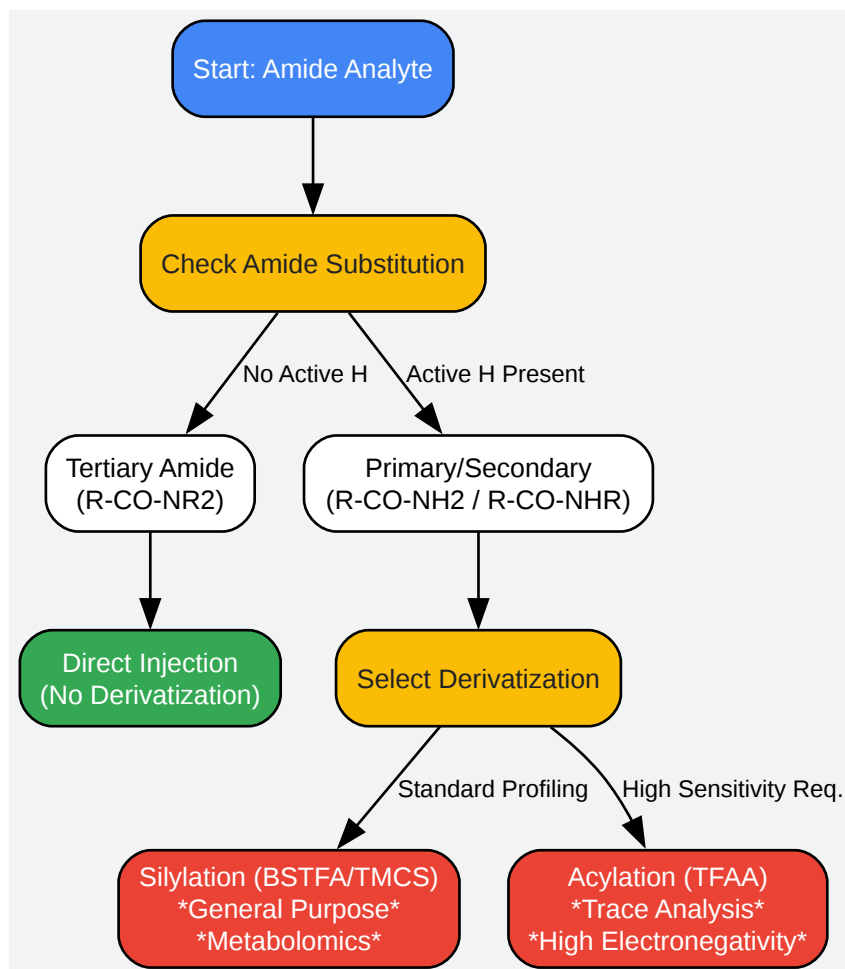 Start: Amide Analyte
Check Amide Substitution
No Active H
Active H Present
Tertiary Amide
(R-CO-NR2)
Primary/Secondary
(R-CO-NH2 / R-CO-NHR)
Direct Injection
(No Derivatization)
Select Derivatization
Standard Profiling
High Sensitivity Req.
Silylation (BSTFA/TMCS)
*General Purpose*
*Metabolomics*
Acylation (TFAA)
*Trace Analysis*
*High Electronegativity*